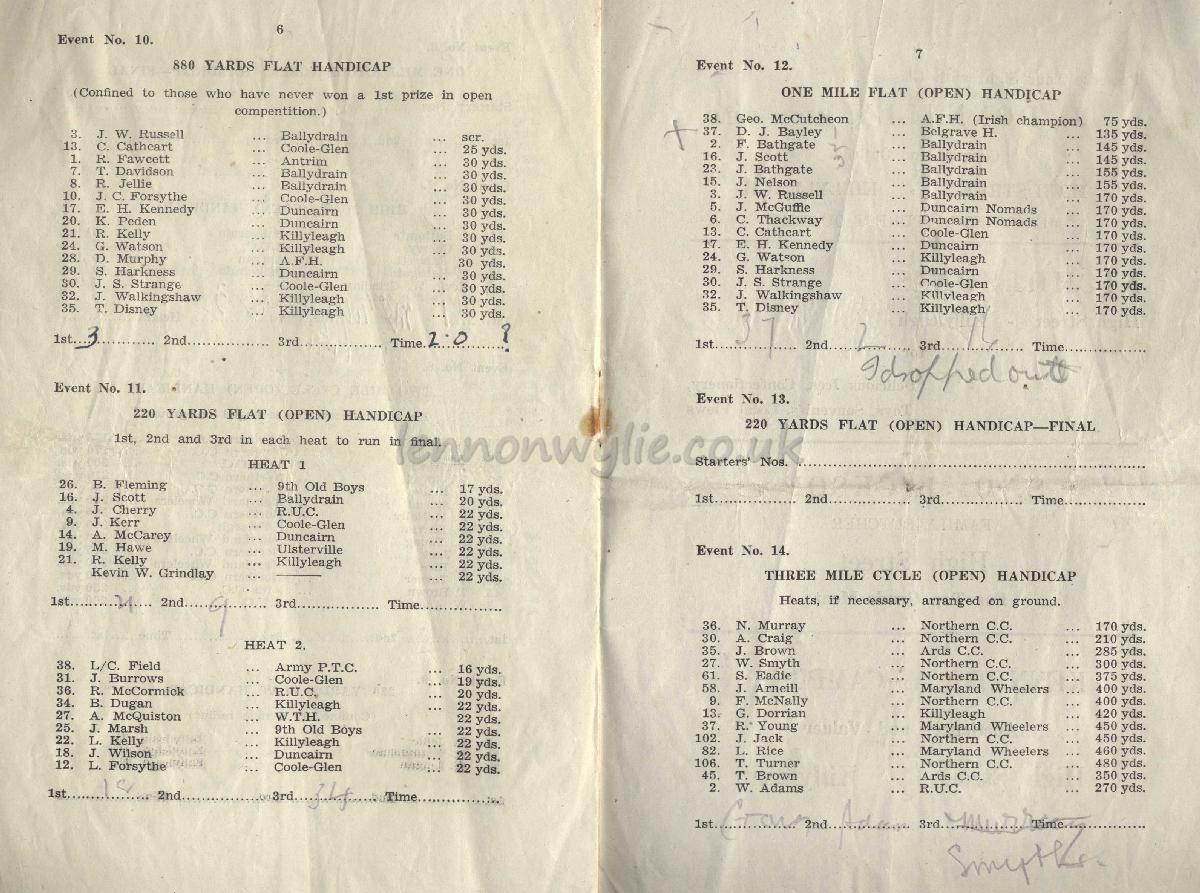 6
Event No. 10.
880 YARDS FLAT HANDICAP
(Confined to those who have never won a 1st prize in open
compentition.)
3. J. W. Russell ... Ballydrain ... scr.
13. C. Cathcart ... Coole-Glen ... 25 yds.
1. R. Fawcett ... Antrim ... 30 yds.
7. T. Davidson ... Ballydrain ... 30 yds.
8. R. Jellie ... Ballydrain ... 30 yds.
10. J. C. Forsythe ... Coole-Glen ... 30 yds.
17. E. H. Kennedy ... Duncairn ... 30 yds.
20. K. Peden ... Duncairn ... 30 yds.
21. R. Kelly ... Killyleagh ... 30 yds.
24. G. Watson ... Killyleagh ... 30 yds.
28. D. Murphy ... A.F.H. 30 yds.
29. S. Harkness ... Duncairn ... 30 yds.
30. J. S. Strange ... Coole-Glen ... 30 yds.
32. J. Walkingshaw ... Killyleagh ... 30 yds.
35. T. Disney ... Killyleagh ... 30 yds.
1st...3............ 2nd................ 3rd................ Time 2.0 ?
Event No. 11.
220 YARDS FLAT (OPEN) HANDICAP
1st, 2nd and 3rd in each heat to run in final.
HEAT 1
26. B. Fleming ... 9th Old Boys ... 17 yds.
16. J. Scott ... Ballydrain ... 20 yds.
4. J. Cherry ... R.U.C. ... 22 yds.
9. J. Kerr ... Coole-Glen ... 22 yds.
14. A. McCarey ... Duncairn ... 22 yds.
19. M. Hawe ... Ulsterville ... 22 yds.
21. R. Kelly ... Killyleagh ... 22 yds.
Kevin W. Grindlay ... ——— ... 22 yds.
1st................ 2nd.......9........ 3rd................ Time................
HEAT 2.
38. L/C. Field ... Army P.T.C. ... 16 yds.
31. J. Burrows ... Coole-Glen ... 19 yds.
36. R. McCormick ... R.U.C. ... 20 yds.
34. B. Dugan ... Killyleagh ... 22 yds.
27. A. McQuiston ... W.T.H. ... 22 yds.
25. J. Marsh ... 9th Old Boys ... 22 yds.
22. L. Kelly ... Killyleagh ... 22 yds.
18. J. Wilson ... Duncairn ... 22 yds.
12. L. Forsythe ... Coole-Glen ... 22 yds.
1st.......18....... 2nd................ 3rd.....34......... Time................
7
Event No. 12.
ONE MILE FLAT (OPEN) HANDICAP
38. Geo. McCutcheon ... A.F.H. (Irish champion) 75 yds.
37. D. J. Bayley 1 ... Belgrave H. ... 135 yds.
2. F. Bathgate 2 ... Ballydrain ... 145 yds.
16. J. Scott 3 ... Ballydrain ... 145 yds.
23. J. Bathgate ... Ballydrain ... 155 yds.
15. J. Nelson ... Ballydrain ... 155 yds.
3. J. W. Russell ... Ballydrain ... 170 yds.
5. J. McGuffie ... Duncairn Nomads ... 170 yds.
6. C. Thackway ... Duncairn Nomads ... 170 yds.
13. C. Cathcart ... Coole-Glen ... 170 yds.
17. E. H. Kennedy ... Duncairn ... 170 yds.
24. G. Watson ... Killyleagh ... 170 yds.
29. S. Harkness ... Duncairn ... 170 yds.
30. J. S. Strange ... Coole-Glen ... 170 yds.
32. J. Walkingshaw ... Killyleagh ... 170 yds.
35. T. Disney ... Killyleagh ... 170 yds.
1st.......37....... 2nd.......2........ 3rd.......16....... Time................
I dropped out
Event No. 13.
220 YARDS FLAT (OPEN) HANDICAP—FINAL
Starters' Nos. ................................
1st................ 2nd................ 3rd................ Time................
Event No. 14.
THREE MILE CYCLE (OPEN) HANDICAP
Heats, if necessary, arranged on ground.
36. N. Murray ... Northern C.C. ... 170 yds.
30. A. Craig ... Northern C.C. ... 210 yds.
35. J. Brown ... Ards C.C. ... 285 yds.
27. W. Smyth ... Northern C.C. ... 300 yds.
61. S. Eadie ... Northern C.C. ... 375 yds.
58. J. Arneill ... Maryland Wheelers ... 400 yds.
9. F. McNally ... Northern C.C. ... 400 yds.
13. G. Dorrian ... Killyleagh ... 420 yds.
37. R. Young ... Maryland Wheelers ... 450 yds.
102. J. Jack ... Northern C.C. ... 450 yds.
82. L. Rice ... Maryland Wheelers ... 460 yds.
106. T. Turner ... Northern C.C. ... 480 yds.
45. T. Brown ... Ards C.C. ... 350 yds.
2. W. Adams ... R.U.C. ... 270 yds.
1st................ 2nd.. Adam ...... 3rd.. Murray Time................
Smyth
lennonwylie.co.uk